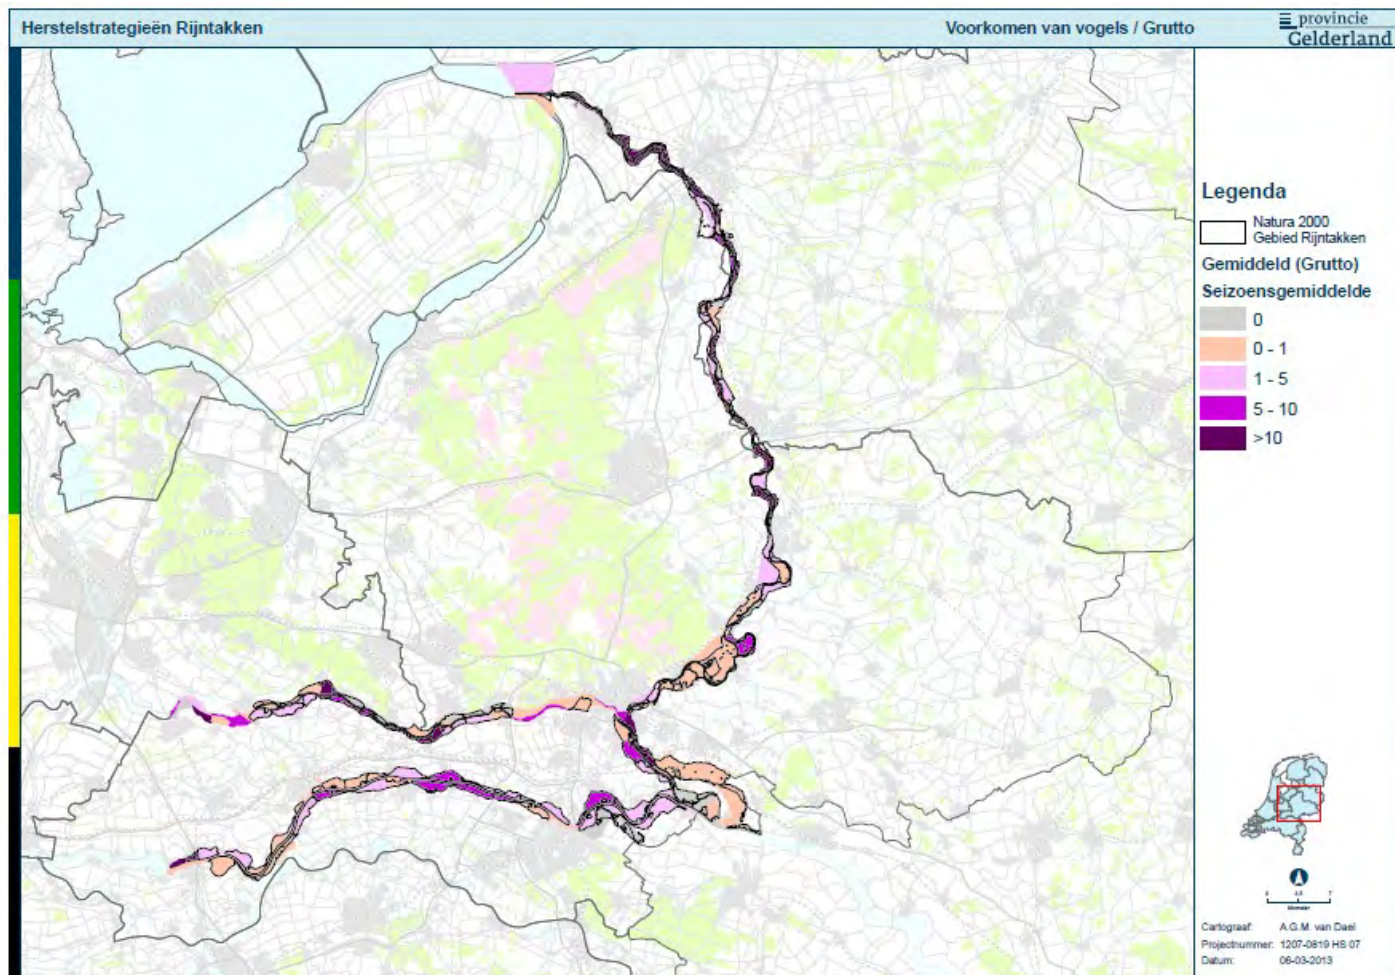 Herstelstrategieën Rijntakken
Voorkomen van vogels / Grutto
provincie
Gelderland
Legenda
Natura 2000
Gebied Rijntakken
Gemiddeld (Grutto)
Seizoensgemiddelde
0
0 - 1
1 - 5
5 - 10
>10
Cartograaf: A.G.M. van Dael
Projectnummer: 1207-0819 HS 07
Datum: 06-03-2013